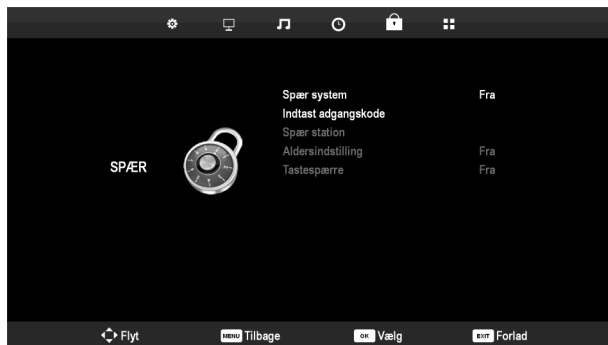 Spær system Fra
Indtast adgangskode
Spær station
Aldersindstilling Fra
Tastespærre Fra
SPÆR
Flyt MENU Tilbage OK Vælg EXIT Forlad